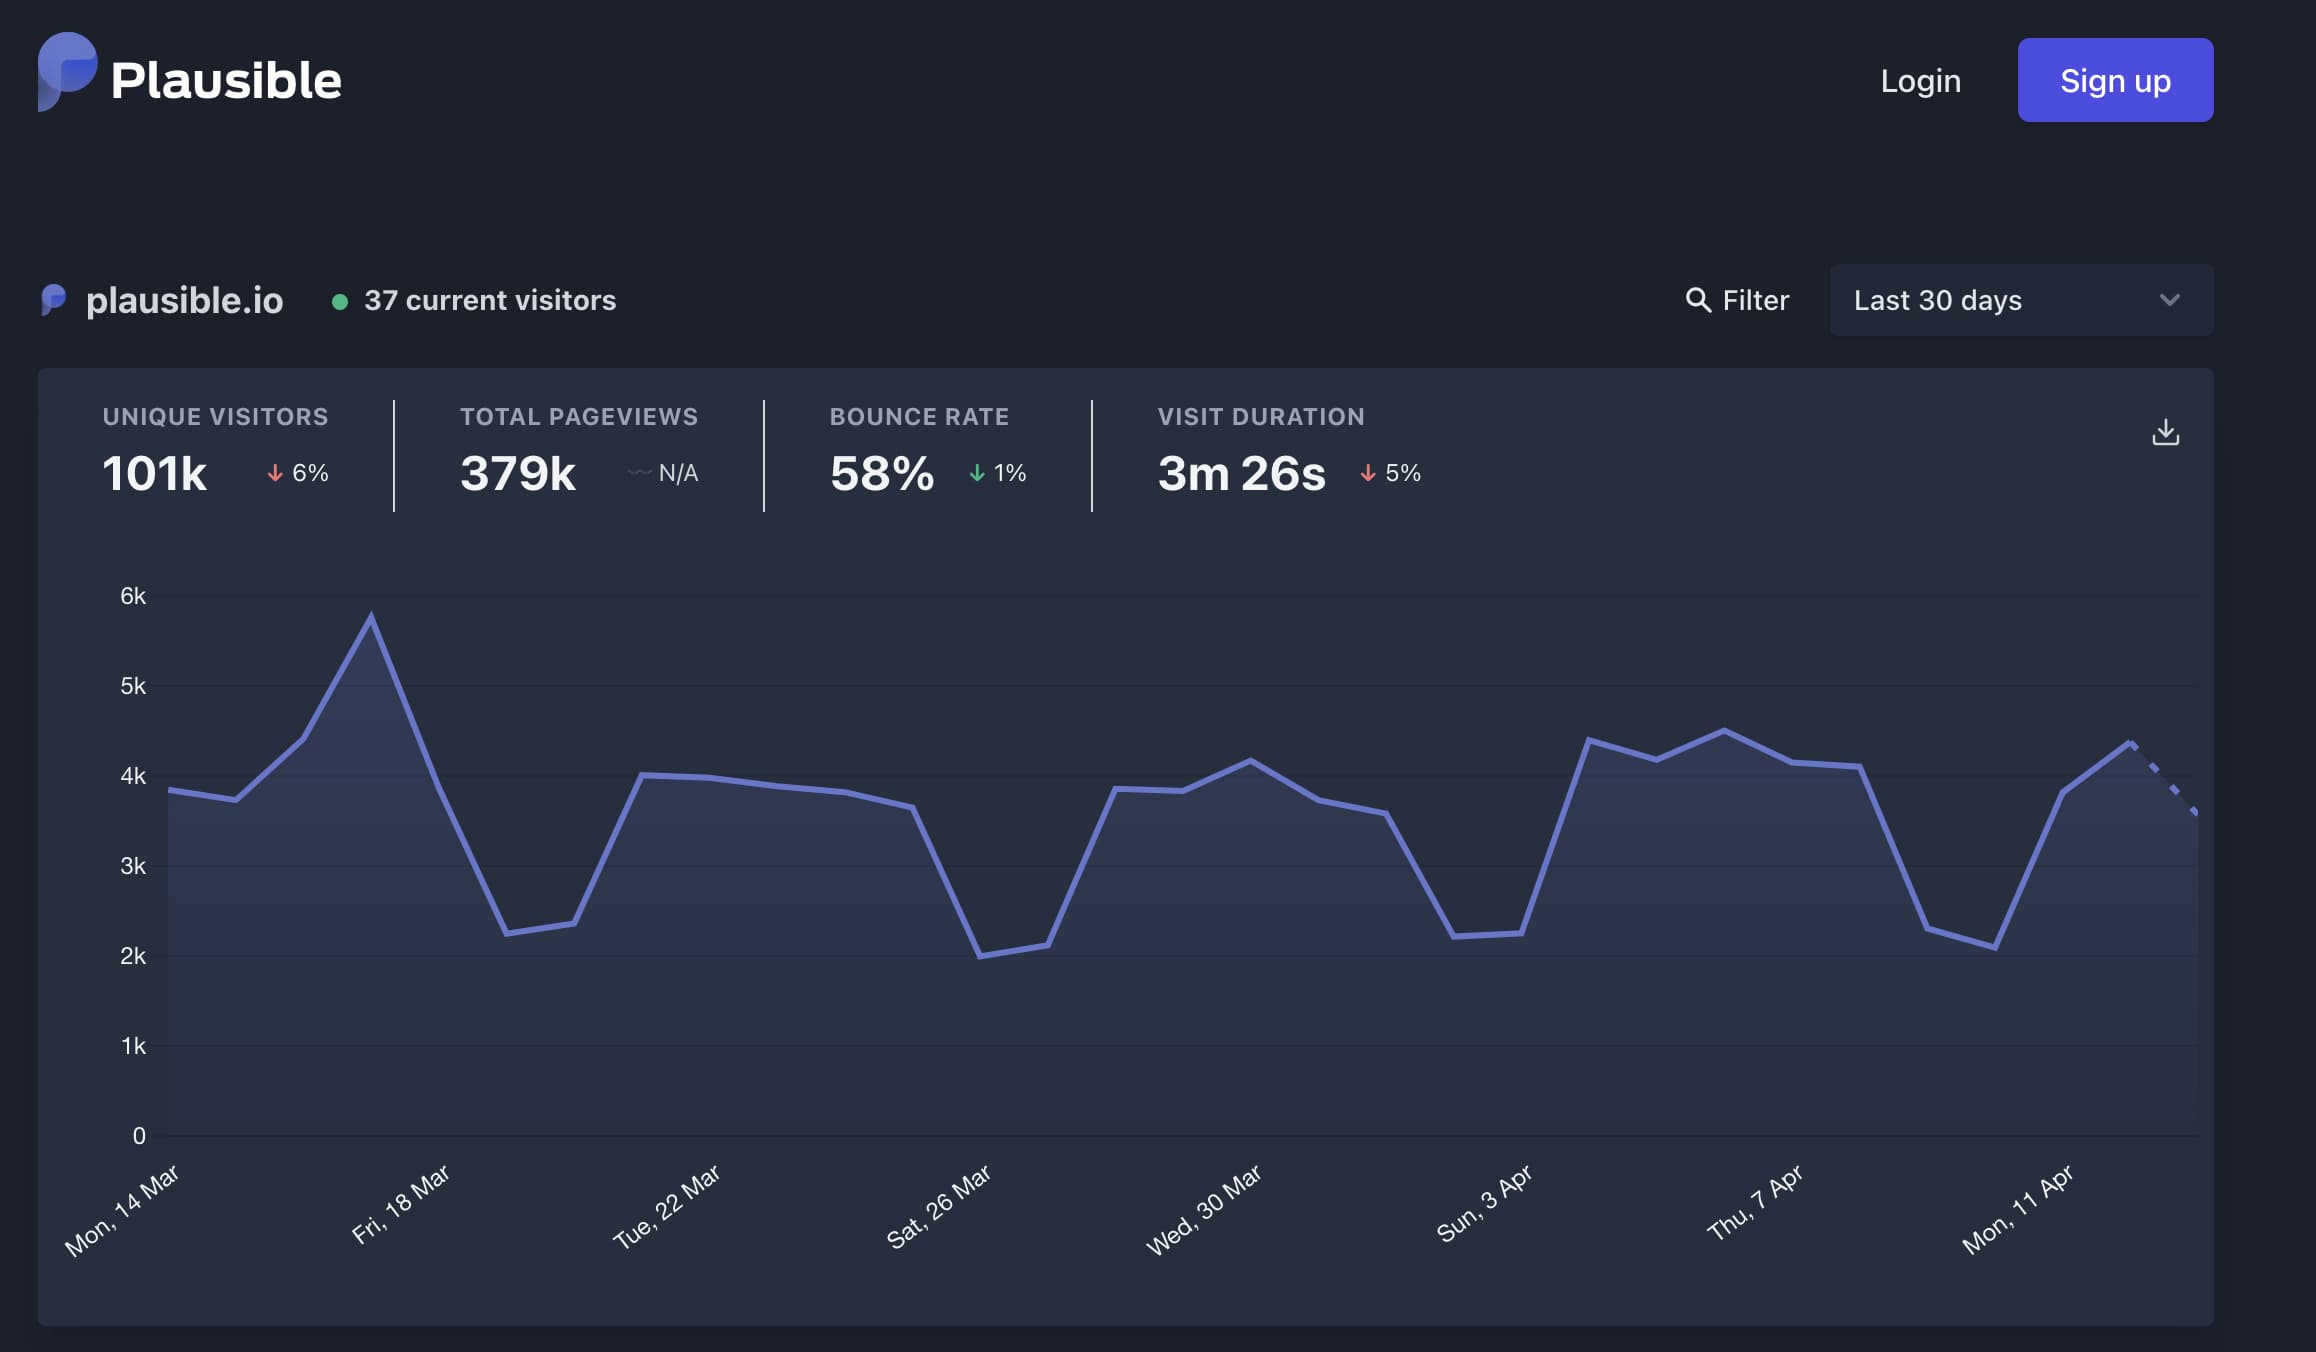 Plausible
Login
Sign up
plausible.io
37 current visitors
Filter
Last 30 days
UNIQUE VISITORS
101k
6%
TOTAL PAGEVIEWS
379k
N/A
BOUNCE RATE
58%
1%
VISIT DURATION
3m 26s
5%
6k
5k
4k
3k
2k
1k
0
Mon, 14 Mar
Fri, 18 Mar
Tue, 22 Mar
Sat, 26 Mar
Wed, 30 Mar
Sun, 3 Apr
Thu, 7 Apr
Mon, 11 Apr